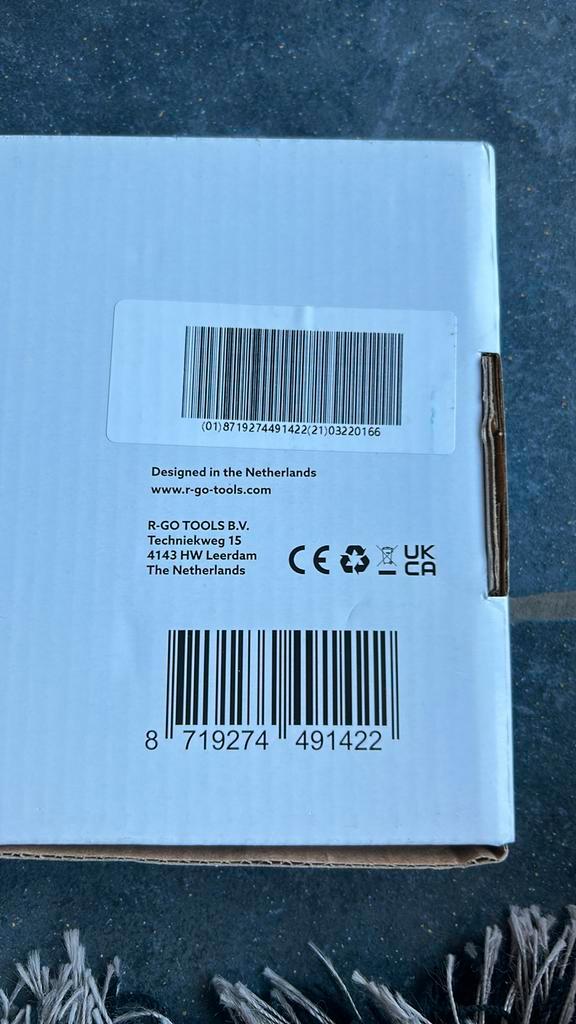 (01)8719274491422(21)03220166
Designed in the Netherlands
www.r-go-tools.com
R-GO TOOLS B.V.
Techniekweg 15
4143 HW Leerdam
The Netherlands
CE
UK
CA
8 719274 491422